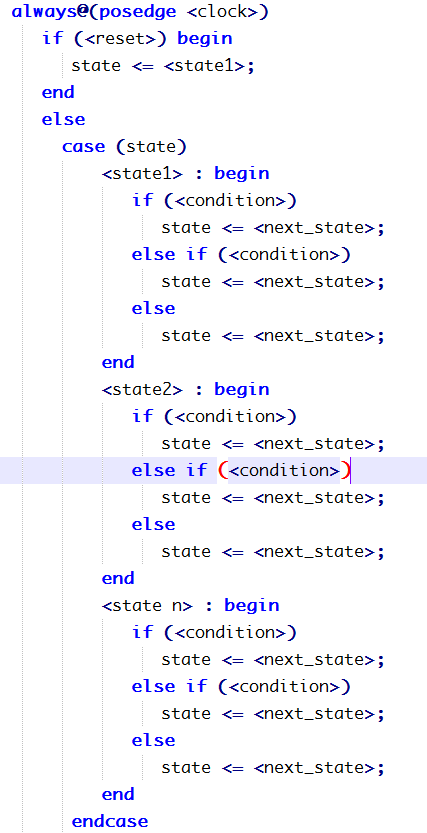 always@(posedge <clock>)
if (<reset>) begin
state <= <state1>;
end
else
case (state)
<state1> : begin
if (<condition>)
state <= <next_state>;
else if (<condition>)
state <= <next_state>;
else
state <= <next_state>;
end
<state2> : begin
if (<condition>)
state <= <next_state>;
else if (<condition>)
state <= <next_state>;
else
state <= <next_state>;
end
<state n> : begin
if (<condition>)
state <= <next_state>;
else if (<condition>)
state <= <next_state>;
else
state <= <next_state>;
end
endcase